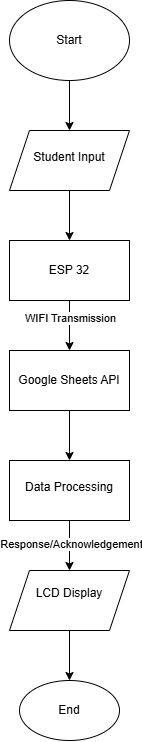 Start
Student Input
ESP 32
WIFI Transmission
Google Sheets API
Data Processing
Response/Acknowledgement
LCD Display
End